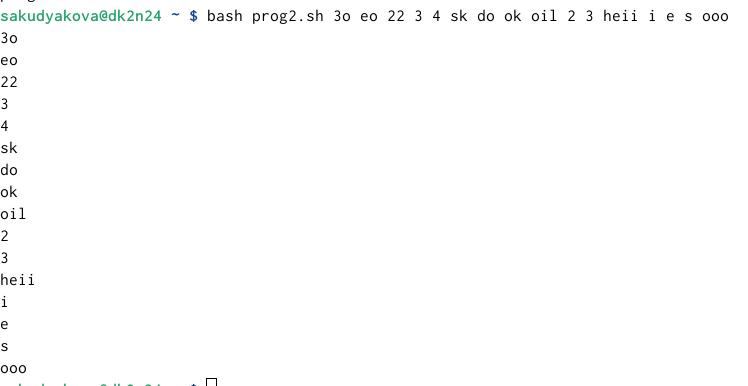 sakudyakova@dk2n24 ~ $ bash prog2.sh 3o eo 22 3 4 sk do ok oil 2 3 heii i e s ooo
3o
eo
22
3
4
sk
do
ok
oil
2
3
heii
i
e
s
ooo